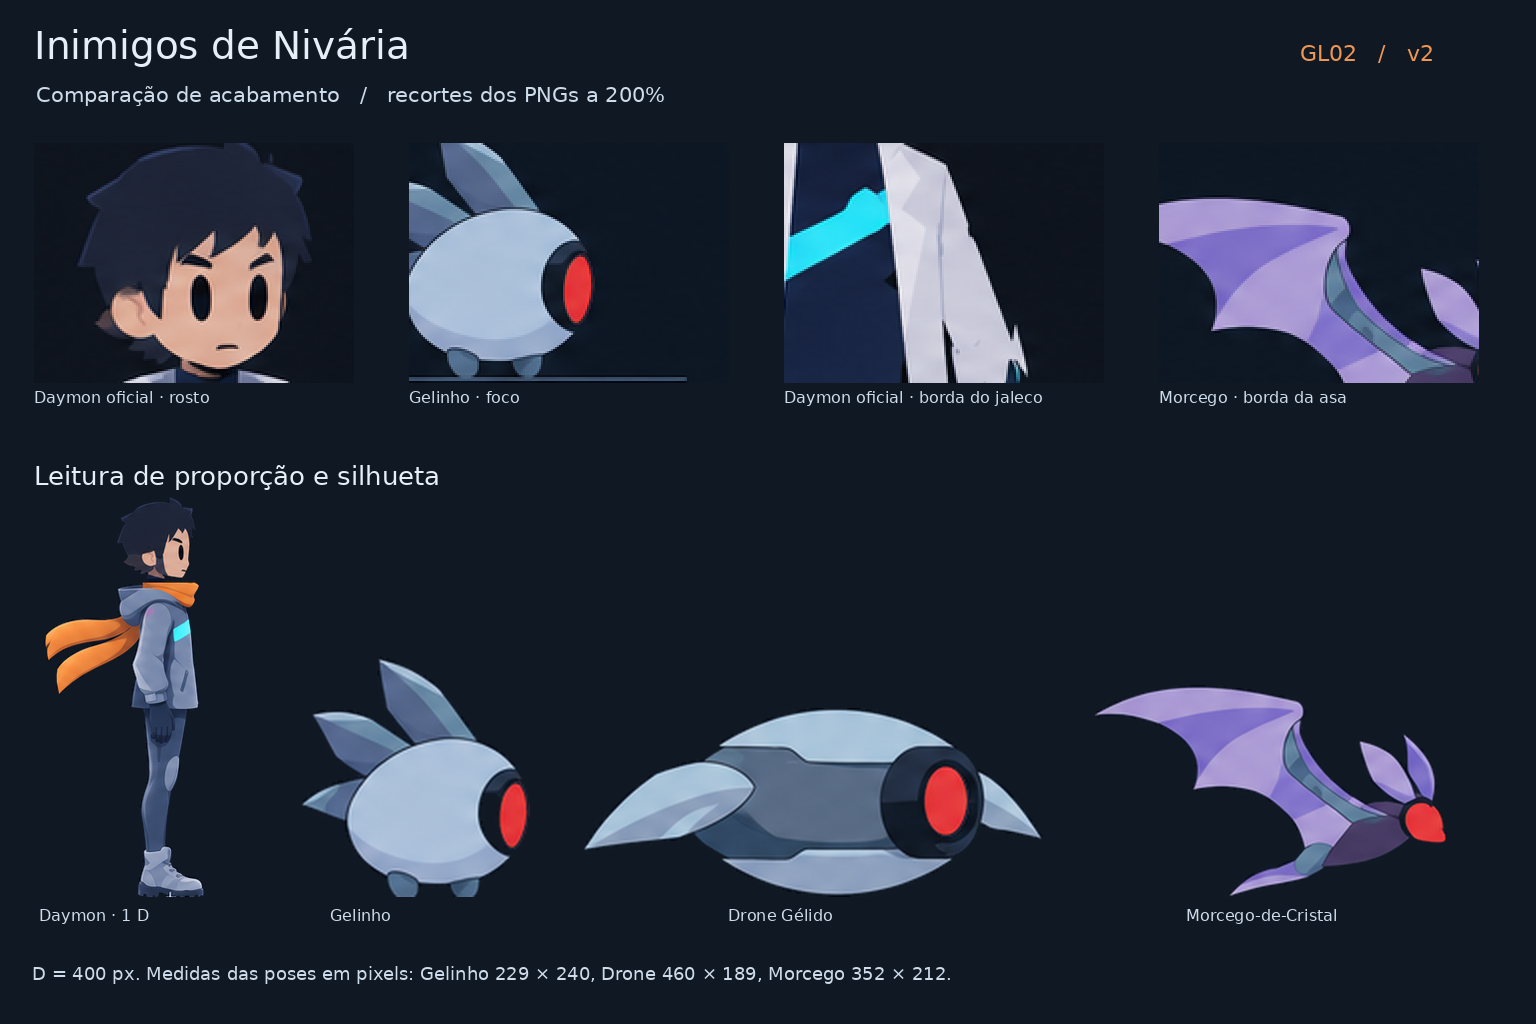 Inimigos de Nivária
GL02 / v2
Comparação de acabamento / recortes dos PNGs a 200%
Daymon oficial · rosto
Gelinho · foco
Daymon oficial · borda do jaleco
Morcego · borda da asa
Leitura de proporção e silhueta
Daymon · 1 D
Gelinho
Drone Gélido
Morcego-de-Cristal
D = 400 px. Medidas das poses em pixels: Gelinho 229 × 240, Drone 460 × 189, Morcego 352 × 212.